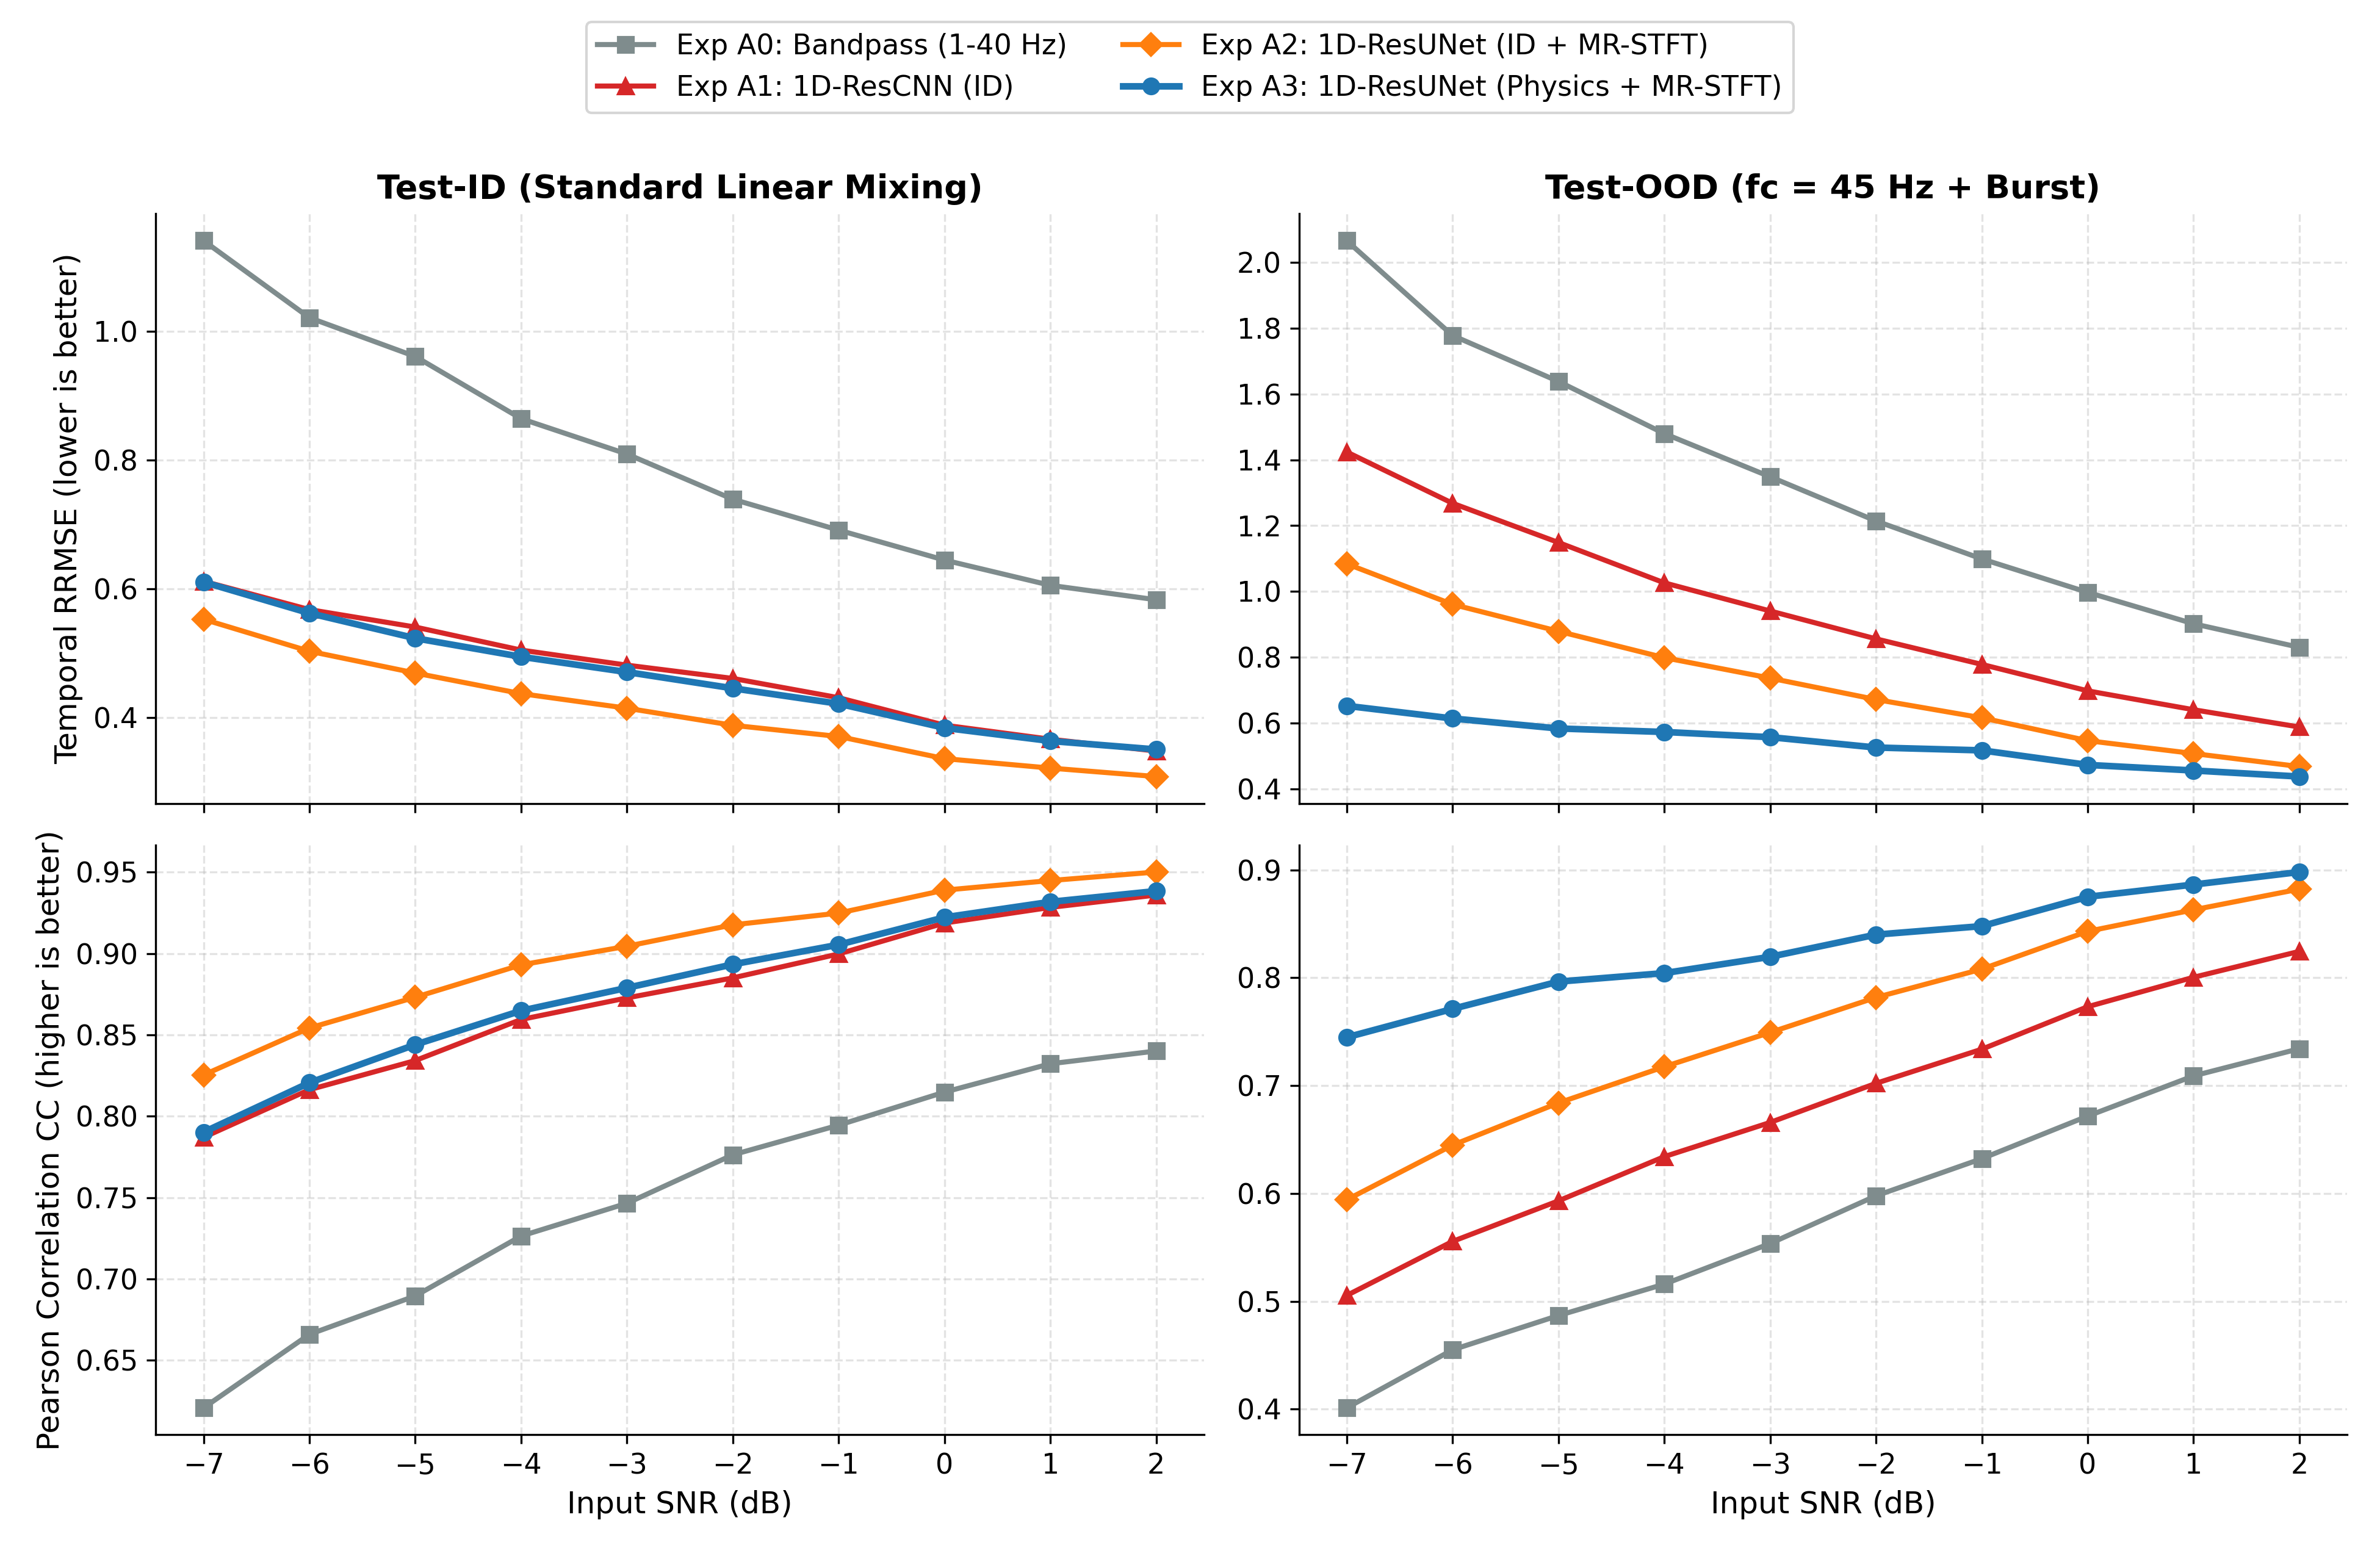 Exp A0: Bandpass (1-40 Hz)
Exp A1: 1D-ResCNN (ID)
Exp A2: 1D-ResUNet (ID + MR-STFT)
Exp A3: 1D-ResUNet (Physics + MR-STFT)
Test-ID (Standard Linear Mixing)
Temporal RRMSE (lower is better)
1.0
0.8
0.6
0.4
Test-OOD (fc = 45 Hz + Burst)
2.0
1.8
1.6
1.4
1.2
1.0
0.8
0.6
0.4
Pearson Correlation CC (higher is better)
0.95
0.90
0.85
0.80
0.75
0.70
0.65
−7 −6 −5 −4 −3 −2 −1 0 1 2
Input SNR (dB)
0.9
0.8
0.7
0.6
0.5
0.4
−7 −6 −5 −4 −3 −2 −1 0 1 2
Input SNR (dB)